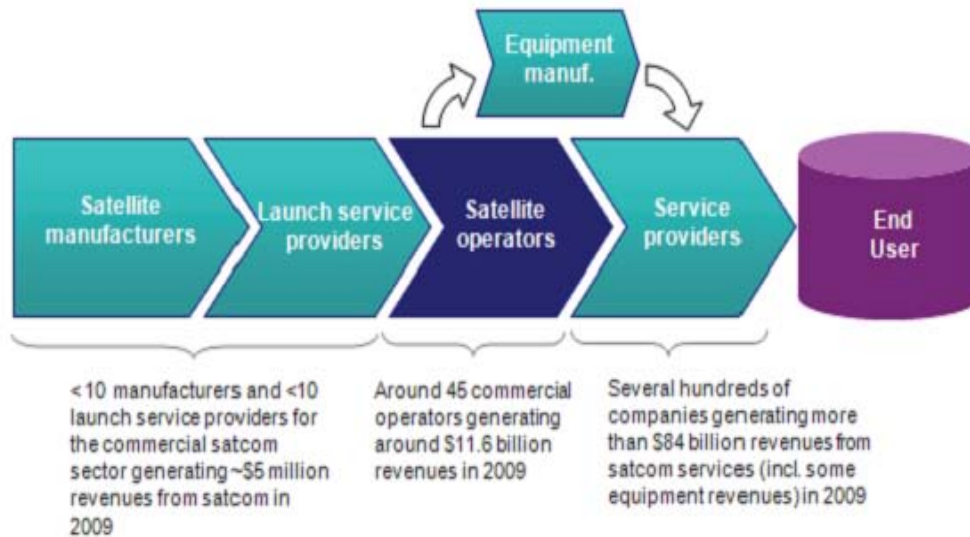 Equipment
manuf.
Satellite
manufacturers
Launch service
providers
Satellite
operators
Service
providers
End
User
<10 manufacturers and <10
launch service providers for
the commercial satcom
sector generating ~$5 million
revenues from satcom in
2009
Around 45 commercial
operators generating
around $11.6 billion
revenues in 2009
Several hundreds of
companies generating more
than $84 billion revenues from
satcom services (incl. some
equipment revenues) in 2009